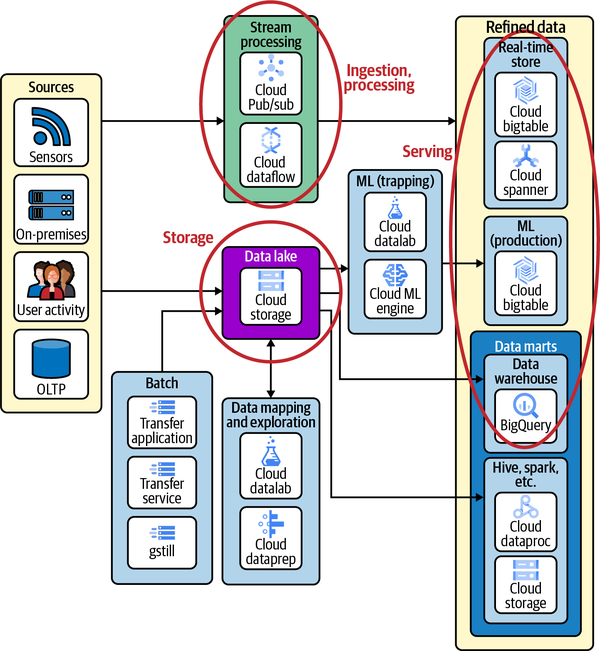 Sources
Sensors
On-premises
User activity
OLTP
Stream
processing
Cloud
Pub/sub
Cloud
dataflow
Ingestion,
processing
Storage
Data lake
Cloud
storage
Batch
Transfer
application
Transfer
service
gstill
Data mapping
and exploration
Cloud
datalab
Cloud
dataprep
ML (trapping)
Cloud
datalab
Cloud ML
engine
Serving
Refined data
Real-time
store
Cloud
bigtable
Cloud
spanner
ML
(production)
Cloud
bigtable
Data marts
Data
warehouse
BigQuery
Hive, spark,
etc.
Cloud
dataproc
Cloud
storage